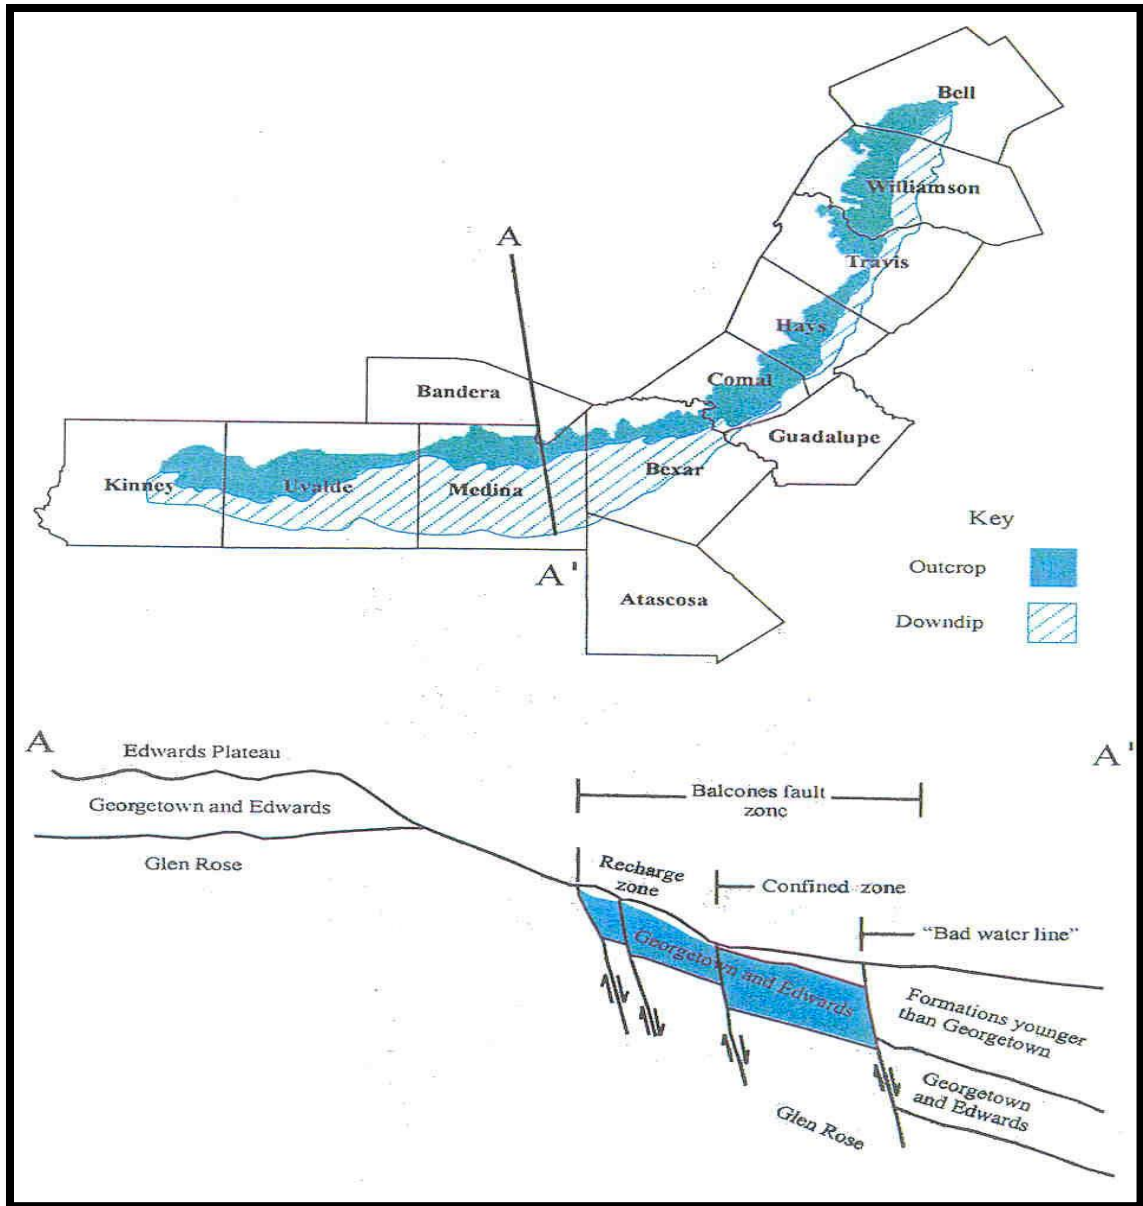 Bell
Williamson
A
Travis
Hays
Comal
Bandera
Guadalupe
Bexar
Kinney
Uvalde
Medina
Key
Outcrop
A'
Atascosa
Downdip
A
Edwards Plateau
A'
Georgetown and Edwards
Balcones fault
zone
Glen Rose
Recharge
zone
Confined zone
"Bad water line"
Georgetown and Edwards
Formations younger
than Georgetown
Georgetown
and Edwards
Glen Rose